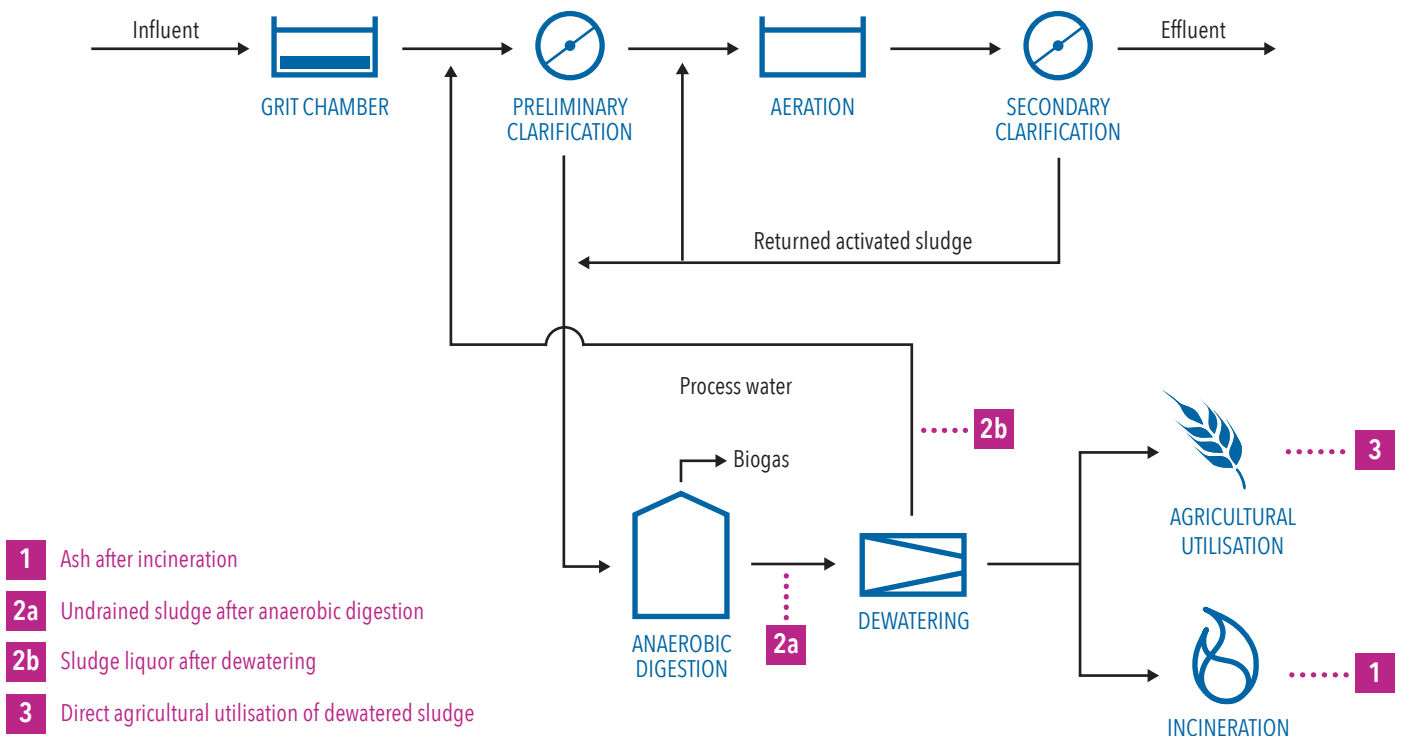 Influent
Effluent
GRIT CHAMBER
PRELIMINARY
CLARIFICATION
AERATION
SECONDARY
CLARIFICATION
Returned activated sludge
Process water
2b
Biogas
3
AGRICULTURAL
UTILISATION
1 Ash after incineration
2a Undrained sludge after anaerobic digestion
2b Sludge liquor after dewatering
3 Direct agricultural utilisation of dewatered sludge
ANAEROBIC
DIGESTION
2a
DEWATERING
1
INCINERATION